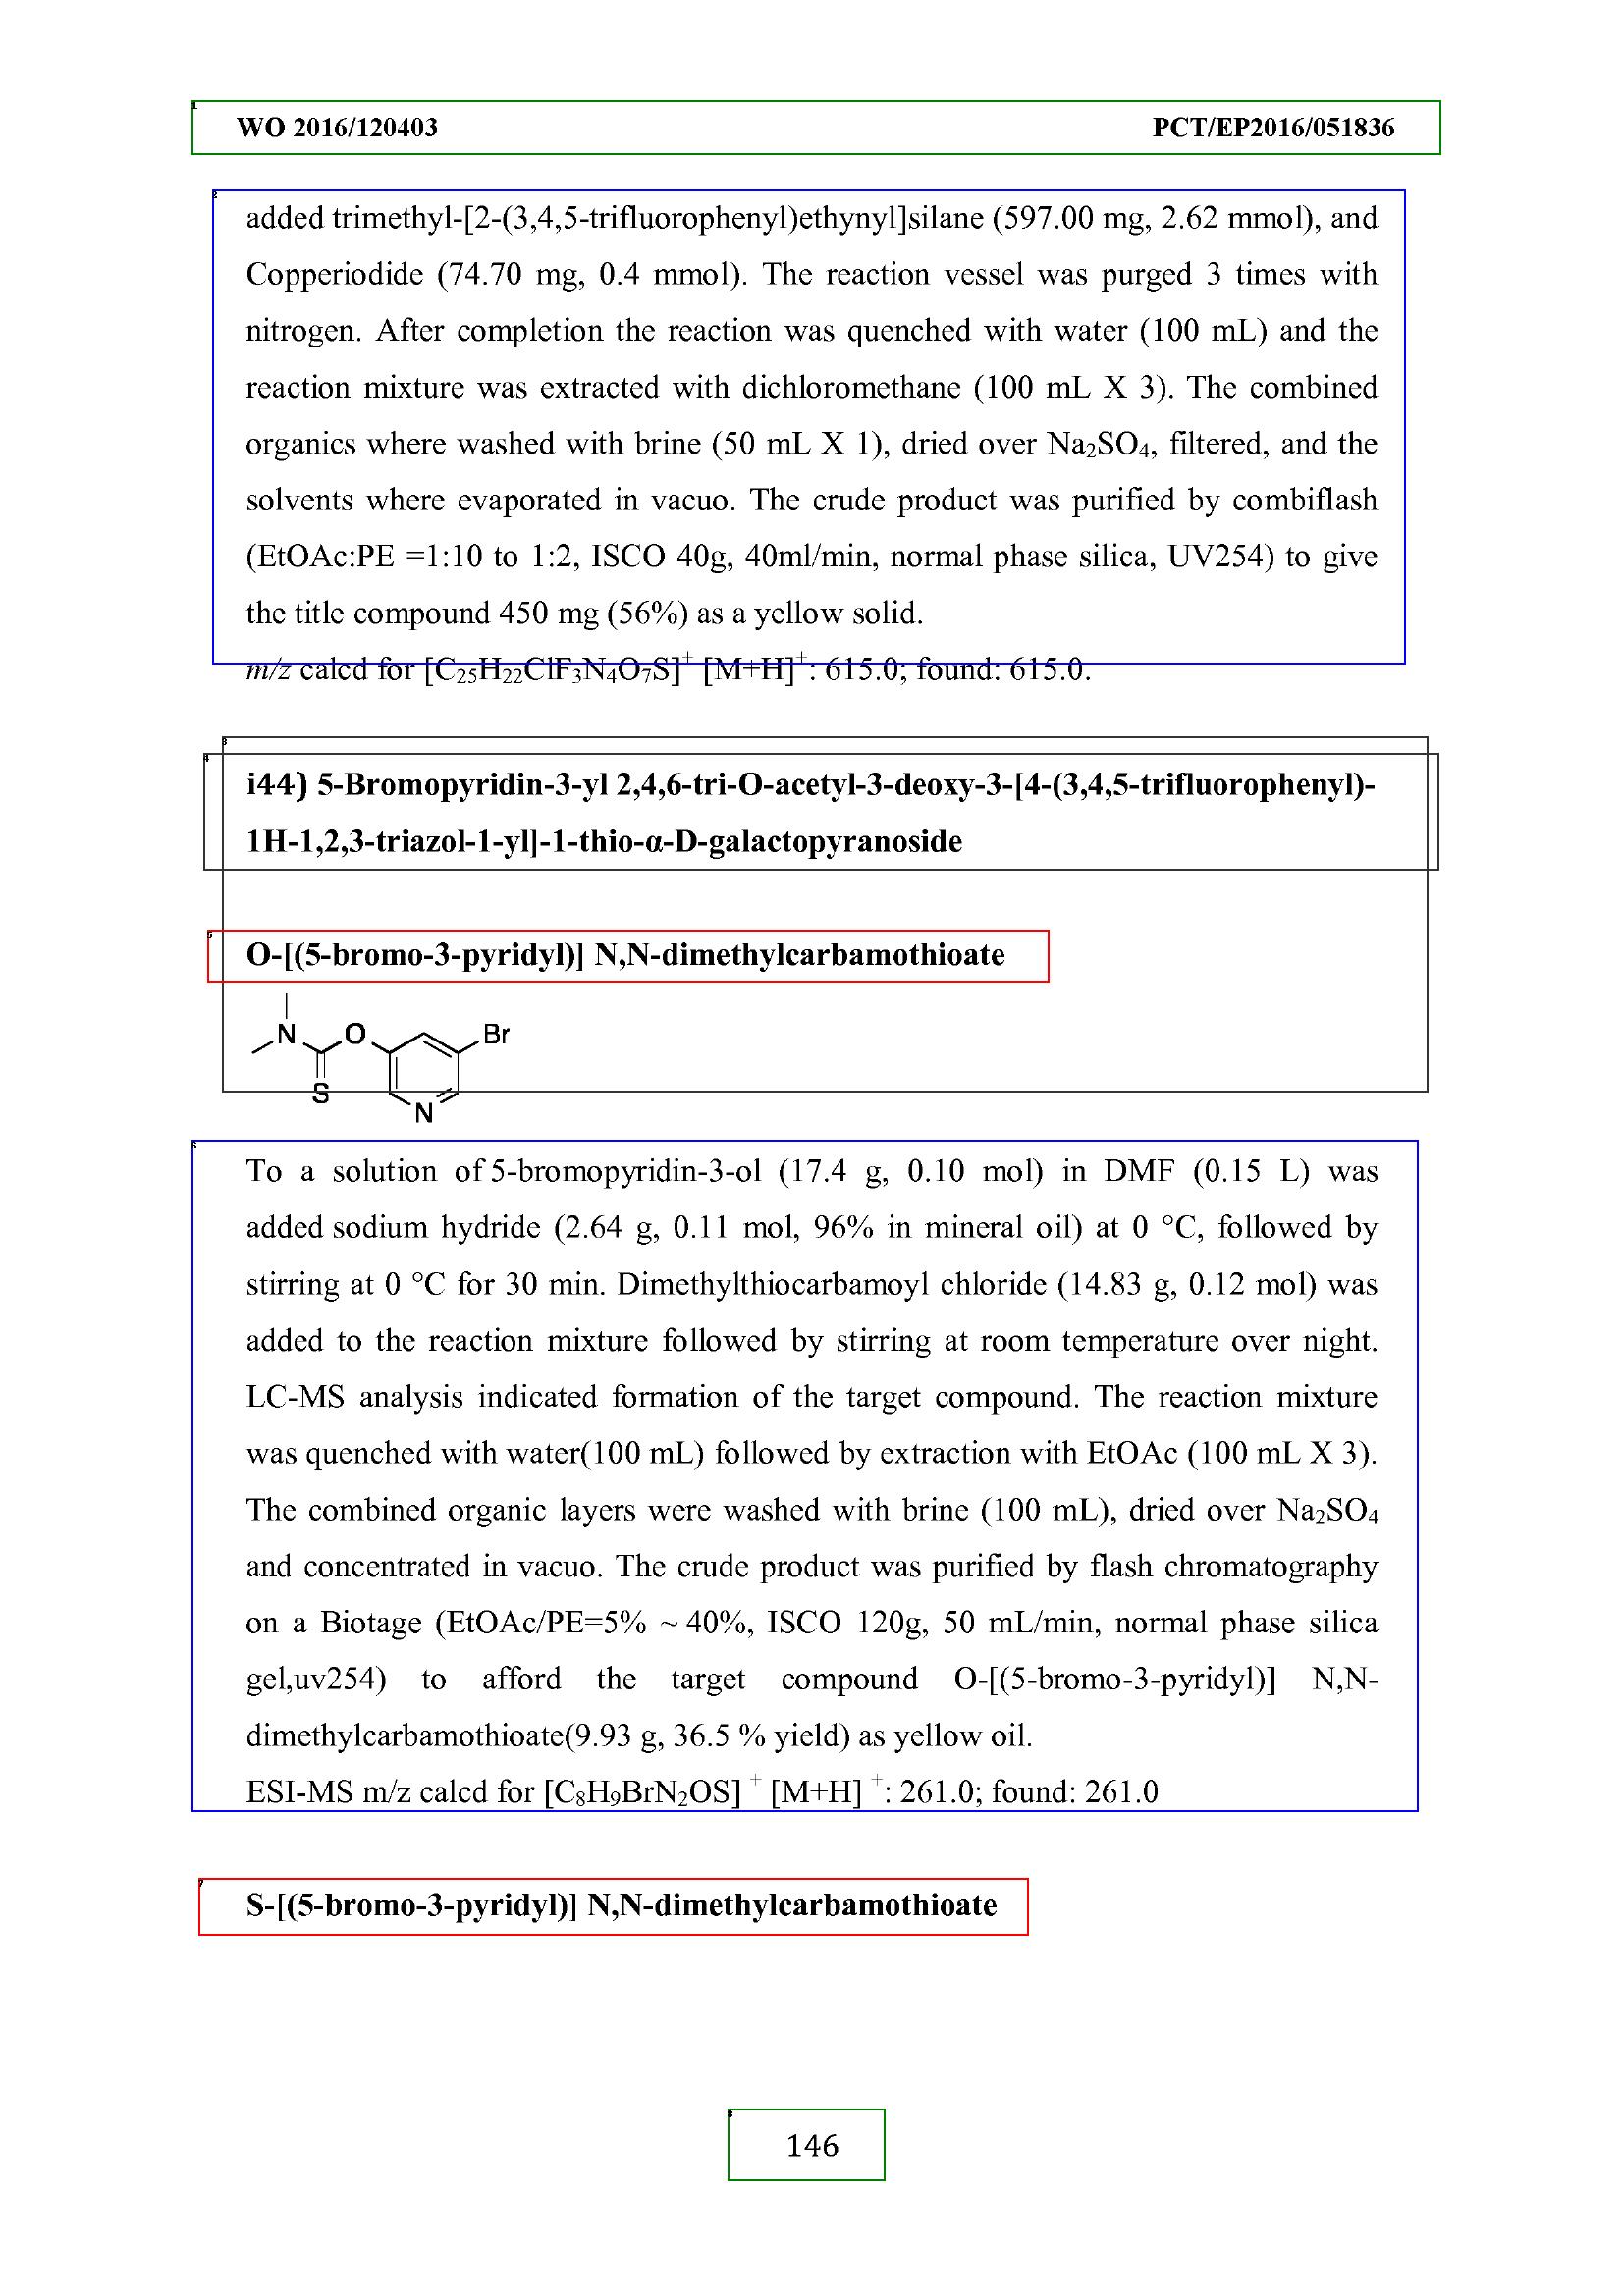 WO 2016/120403 PCT/EP2016/051836
added trimethyl-[2-(3,4,5-trifluorophenyl)ethynyl]silane (597.00 mg, 2.62 mmol), and
Copperiodide (74.70 mg, 0.4 mmol). The reaction vessel was purged 3 times with
nitrogen. After completion the reaction was quenched with water (100 mL) and the
reaction mixture was extracted with dichloromethane (100 mL X 3). The combined
organics where washed with brine (50 mL X 1), dried over Na₂SO₄, filtered, and the
solvents where evaporated in vacuo. The crude product was purified by combiflash
(EtOAc:PE =1:10 to 1:2, ISCO 40g, 40ml/min, normal phase silica, UV254) to give
the title compound 450 mg (56%) as a yellow solid.
m/z calcd for [C₂₅H₂₂ClF₃N₄O₇S]⁺ [M+H]⁺: 615.0; found: 615.0.
i44) 5-Bromopyridin-3-yl 2,4,6-tri-O-acetyl-3-deoxy-3-[4-(3,4,5-trifluorophenyl)-
1H-1,2,3-triazol-1-yl]-1-thio-α-D-galactopyranoside
O-[(5-bromo-3-pyridyl)] N,N-dimethylcarbamothioate
N O Br
S N
To a solution of 5-bromopyridin-3-ol (17.4 g, 0.10 mol) in DMF (0.15 L) was
added sodium hydride (2.64 g, 0.11 mol, 96% in mineral oil) at 0 °C, followed by
stirring at 0 °C for 30 min. Dimethylthiocarbamoyl chloride (14.83 g, 0.12 mol) was
added to the reaction mixture followed by stirring at room temperature over night.
LC-MS analysis indicated formation of the target compound. The reaction mixture
was quenched with water(100 mL) followed by extraction with EtOAc (100 mL X 3).
The combined organic layers were washed with brine (100 mL), dried over Na₂SO₄
and concentrated in vacuo. The crude product was purified by flash chromatography
on a Biotage (EtOAc/PE=5% ~ 40%, ISCO 120g, 50 mL/min, normal phase silica
gel,uv254) to afford the target compound O-[(5-bromo-3-pyridyl)] N,N-
dimethylcarbamothioate(9.93 g, 36.5 % yield) as yellow oil.
ESI-MS m/z calcd for [C₈H₉BrN₂OS] ⁺ [M+H] ⁺: 261.0; found: 261.0
S-[(5-bromo-3-pyridyl)] N,N-dimethylcarbamothioate
146